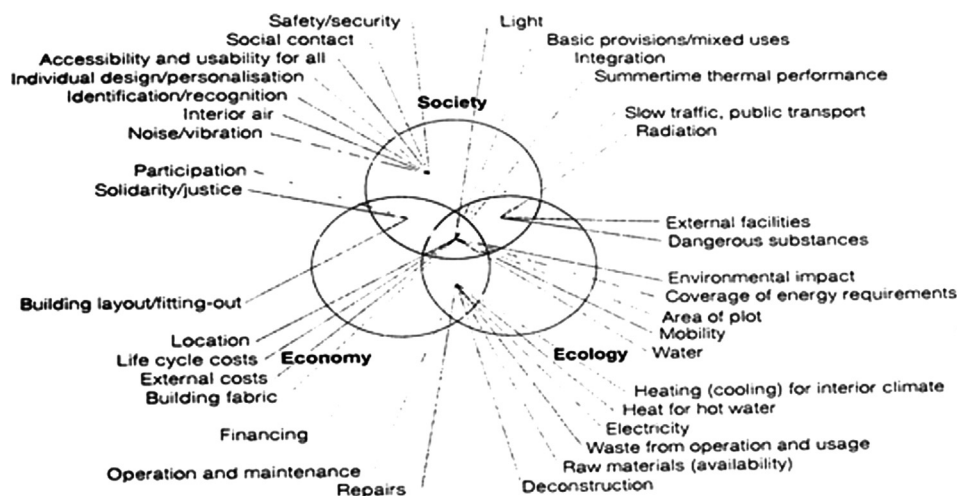 Safety/security
Social contact
Accessibility and usability for all
Individual design/personalisation
Identification/recognition
Interior air
Noise/vibration
Participation
Solidarity/justice
Light
Basic provisions/mixed uses
Integration
Summertime thermal performance
Slow traffic, public transport
Radiation
Society
External facilities
Dangerous substances
Environmental impact
Coverage of energy requirements
Area of plot
Mobility
Water
Building layout/fitting-out
Location
Life cycle costs
External costs
Building fabric
Economy
Ecology
Financing
Operation and maintenance
Repairs
Heating (cooling) for interior climate
Heat for hot water
Electricity
Waste from operation and usage
Raw materials (availability)
Deconstruction